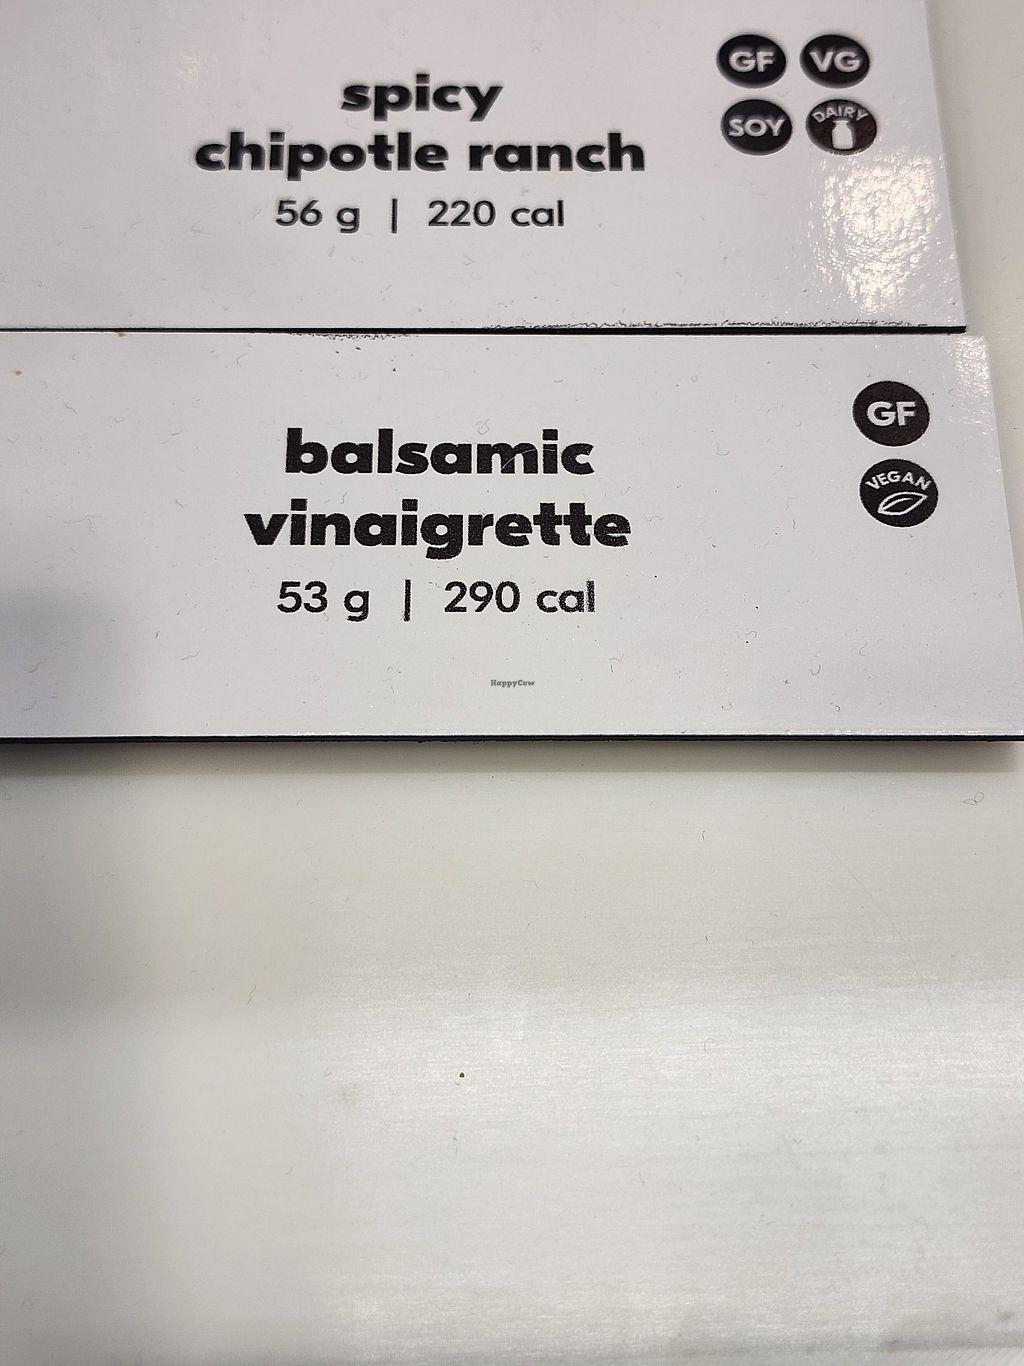 spicy
chipotle ranch
56 g | 220 cal
GF VG
SOY DAIRY
balsamic
vinaigrette
53 g | 290 cal
GF
VEGAN
HappyCow